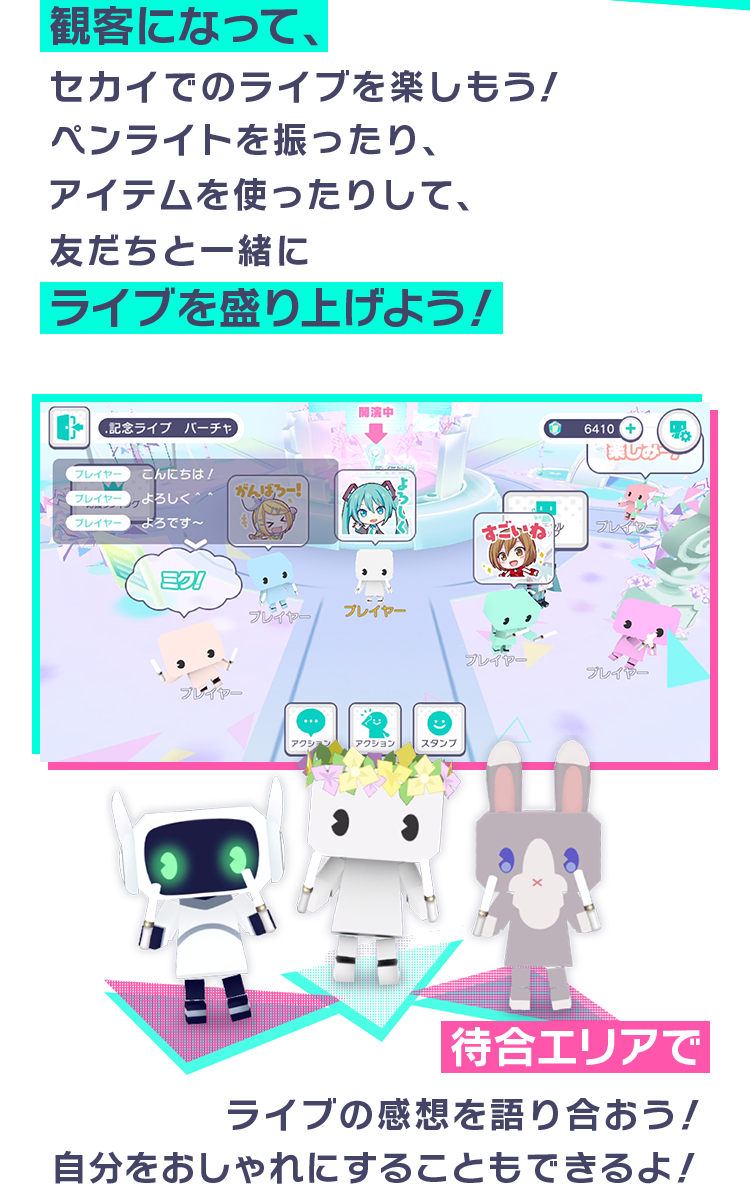 観客になって、
セカイでのライブを楽しもう！
ペンライトを振ったり、
アイテムを使ったりして、
友だちと一緒に
ライブを盛り上げよう！
開演中
.記念ライブ バーチャ
6410
楽しみー！
プレイヤー こんにちは！
プレイヤー よろしく＾＾
プレイヤー よろです～
がんばろー！
よろしく
すごいね
ミク！
プレイヤー
プレイヤー
プレイヤー
プレイヤー
プレイヤー
プレイヤー
アクション
アクション
スタンプ
待合エリアで
ライブの感想を語り合おう！
自分をおしゃれにすることもできるよ！